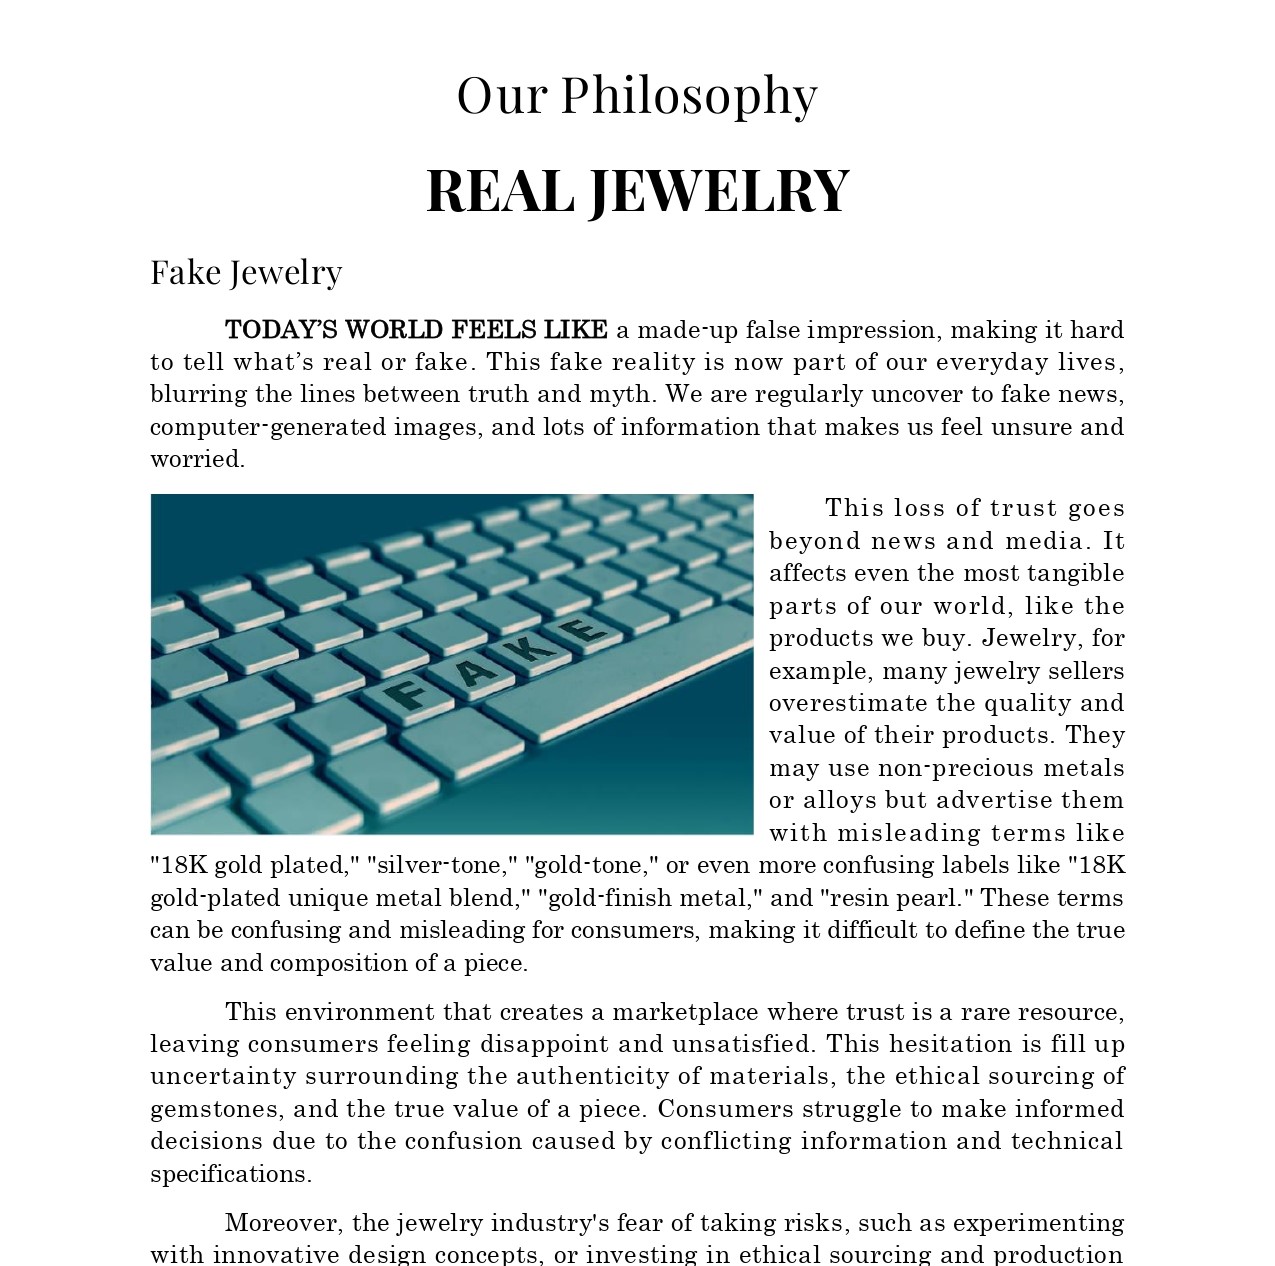 Our Philosophy
REAL JEWELRY
Fake Jewelry
TODAY’S WORLD FEELS LIKE a made-up false impression, making it hard
to tell what’s real or fake. This fake reality is now part of our everyday lives,
blurring the lines between truth and myth. We are regularly uncover to fake news,
computer-generated images, and lots of information that makes us feel unsure and
worried.
FAKE
This loss of trust goes
beyond news and media. It
affects even the most tangible
parts of our world, like the
products we buy. Jewelry, for
example, many jewelry sellers
overestimate the quality and
value of their products. They
may use non-precious metals
or alloys but advertise them
with misleading terms like
"18K gold plated," "silver-tone," "gold-tone," or even more confusing labels like "18K
gold-plated unique metal blend," "gold-finish metal," and "resin pearl." These terms
can be confusing and misleading for consumers, making it difficult to define the true
value and composition of a piece.
This environment that creates a marketplace where trust is a rare resource,
leaving consumers feeling disappoint and unsatisfied. This hesitation is fill up
uncertainty surrounding the authenticity of materials, the ethical sourcing of
gemstones, and the true value of a piece. Consumers struggle to make informed
decisions due to the confusion caused by conflicting information and technical
specifications.
Moreover, the jewelry industry's fear of taking risks, such as experimenting
with innovative design concepts, or investing in ethical sourcing and production